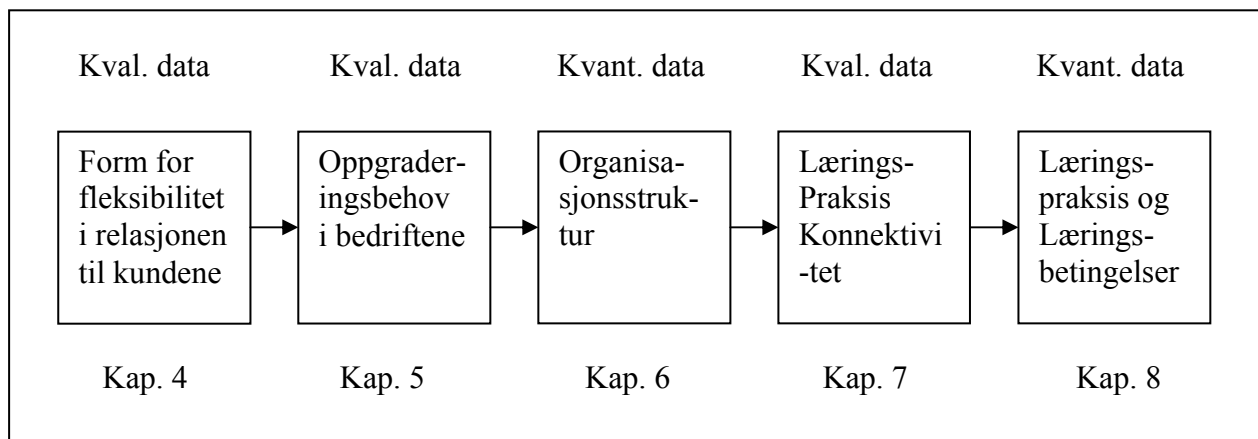 Kval. data
Kval. data
Kvant. data
Kval. data
Kvant. data
Form for
fleksibilitet
i relasjonen
til kundene
Oppgrader-
ingsbehov
i bedriftene
Organisa-
sjonsstruk-
tur
Lærings-
Praksis
Konnektivi
-tet
Lærings-
praksis og
Lærings-
betingelser
Kap. 4
Kap. 5
Kap. 6
Kap. 7
Kap. 8